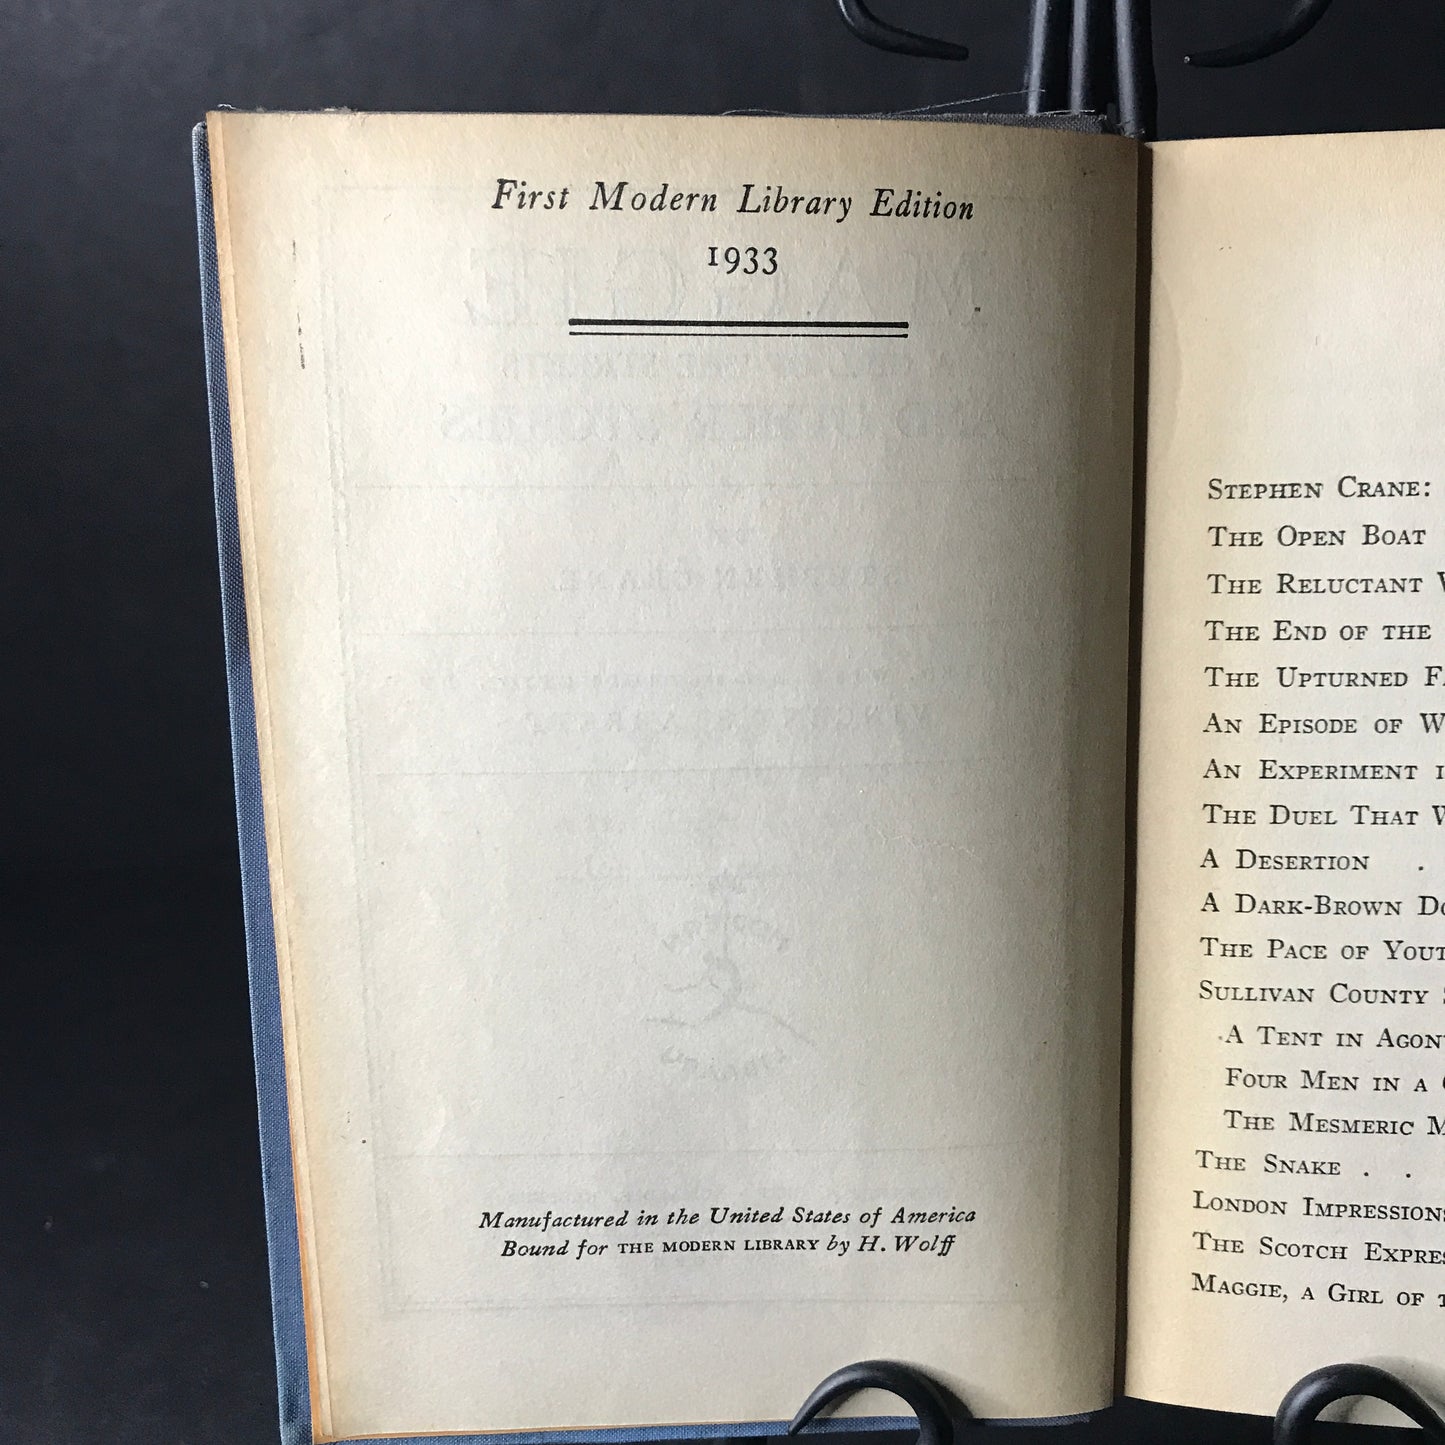 First Modern Library Edition
1933
Manufactured in the United States of America
Bound for THE MODERN LIBRARY by H. Wolff
STEPHEN CRANE:
THE OPEN BOAT
THE RELUCTANT
THE END OF THE
THE UPTURNED
AN EPISODE OF
AN EXPERIMENT
THE DUEL THAT
A DESERTION .
A DARK-BROWN
THE PACE OF
SULLIVAN COUNTY
A TENT IN
FOUR MEN IN A
THE MESMERIC
THE SNAKE . .
LONDON IMPRESSIONS
THE SCOTCH
MAGGIE, A GIRL OF